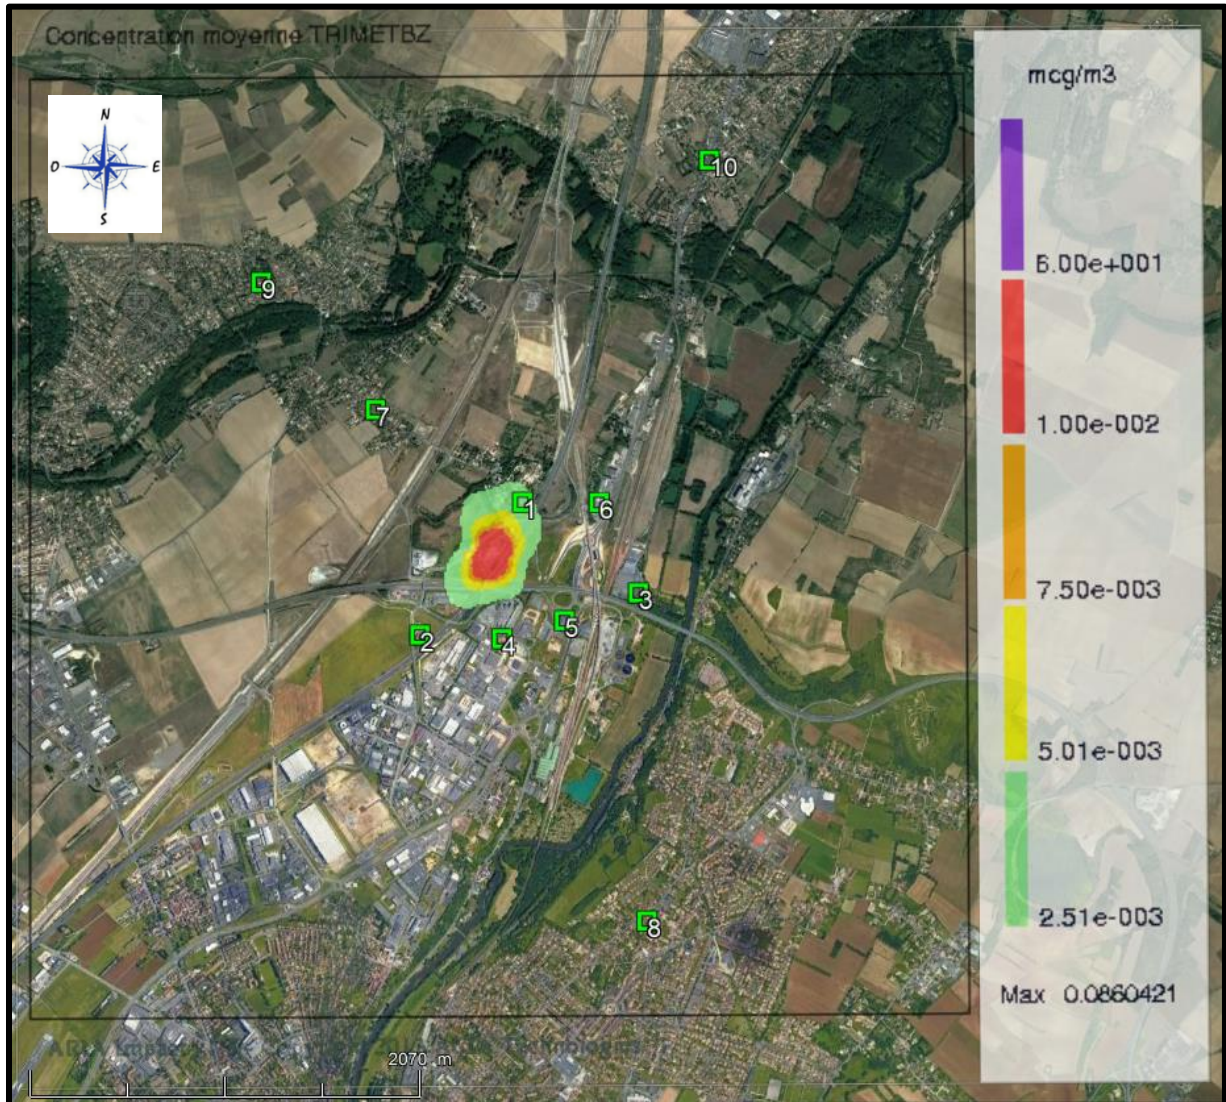 Concentration moyenne TRIMETBZ
mcg/m3
N
O
E
S
6.00e+001
1.00e-002
7.50e-003
5.01e-003
2.51e-003
Max 0.0860421
10
9
7
1
6
3
5
2
4
8
2070 .m